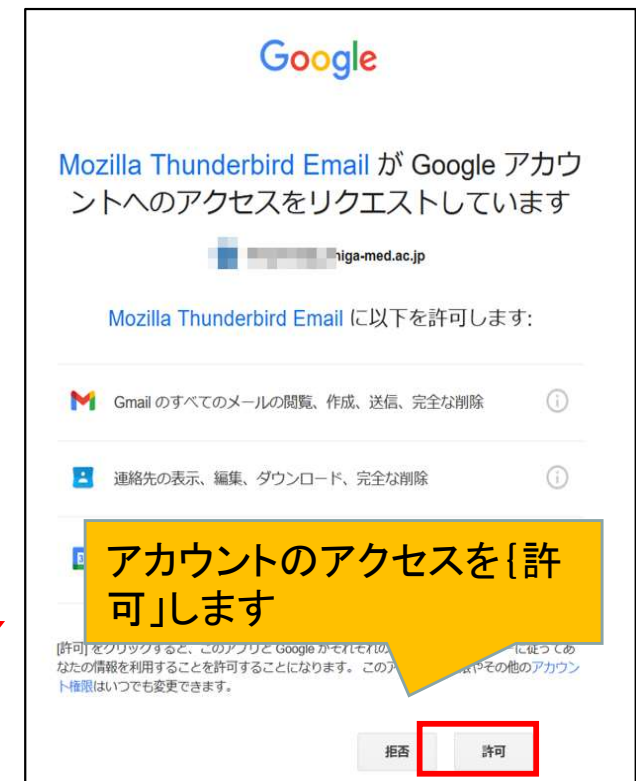 Google
Mozilla Thunderbird Email が Google アカウ
ントへのアクセスをリクエストしています
iga-med.ac.jp
Mozilla Thunderbird Email に以下を許可します:
Gmail のすべてのメールの閲覧、作成、送信、完全な削除
連絡先の表示、編集、ダウンロード、完全な削除
アカウントのアクセスを{許
可」します
[許可] をクリックすると、このアプリと Google がそれぞれの に従ってあ
なたの情報を利用することを許可することになります。 このア 限やその他のアカウン
ト権限はいつでも変更できます。
拒否 許可